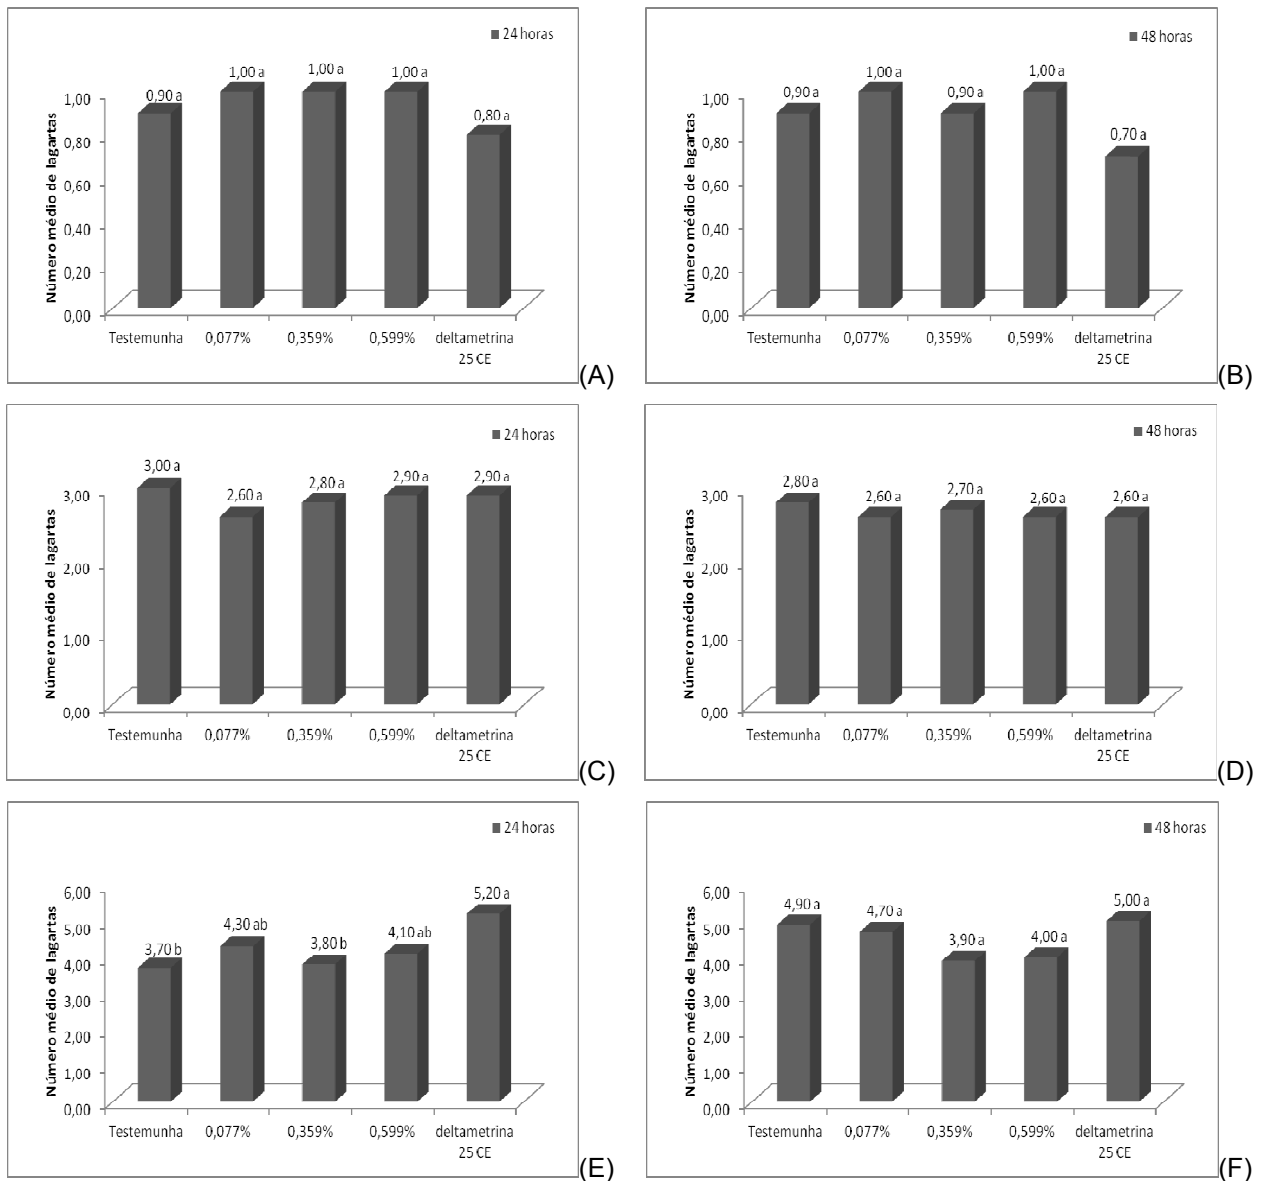 24 horas
1,00 a
1,00 a
1,00 a
0,90 a
0,80 a
1,00
0,80
0,60
0,40
0,20
0,00
Número médio de lagartas
Testemunha 0,077% 0,359% 0,599% deltametrina
25 CE
(A)
48 horas
0,90 a
1,00 a
0,90 a
1,00 a
0,70 a
1,00
0,80
0,60
0,40
0,20
0,00
Número médio de lagartas
Testemunha 0,077% 0,359% 0,599% deltametrina
25 CE
(B)
24 horas
3,00 a
2,60 a
2,80 a
2,90 a
2,90 a
3,00
2,00
1,00
0,00
Número médio de lagartas
Testemunha 0,077% 0,359% 0,599% deltametrina
25 CE
(C)
48 horas
2,80 a
2,60 a
2,70 a
2,60 a
2,60 a
3,00
2,00
1,00
0,00
Número médio de lagartas
Testemunha 0,077% 0,359% 0,599% deltametrina
25 CE
(D)
24 horas
3,70 b
4,30 ab
3,80 b
4,10 ab
5,20 a
6,00
5,00
4,00
3,00
2,00
1,00
0,00
Número médio de lagartas
Testemunha 0,077% 0,359% 0,599% deltametrina
25 CE
(E)
48 horas
4,90 a
4,70 a
3,90 a
4,00 a
5,00 a
6,00
5,00
4,00
3,00
2,00
1,00
0,00
Número médio de lagartas
Testemunha 0,077% 0,359% 0,599% deltametrina
25 CE
(F)